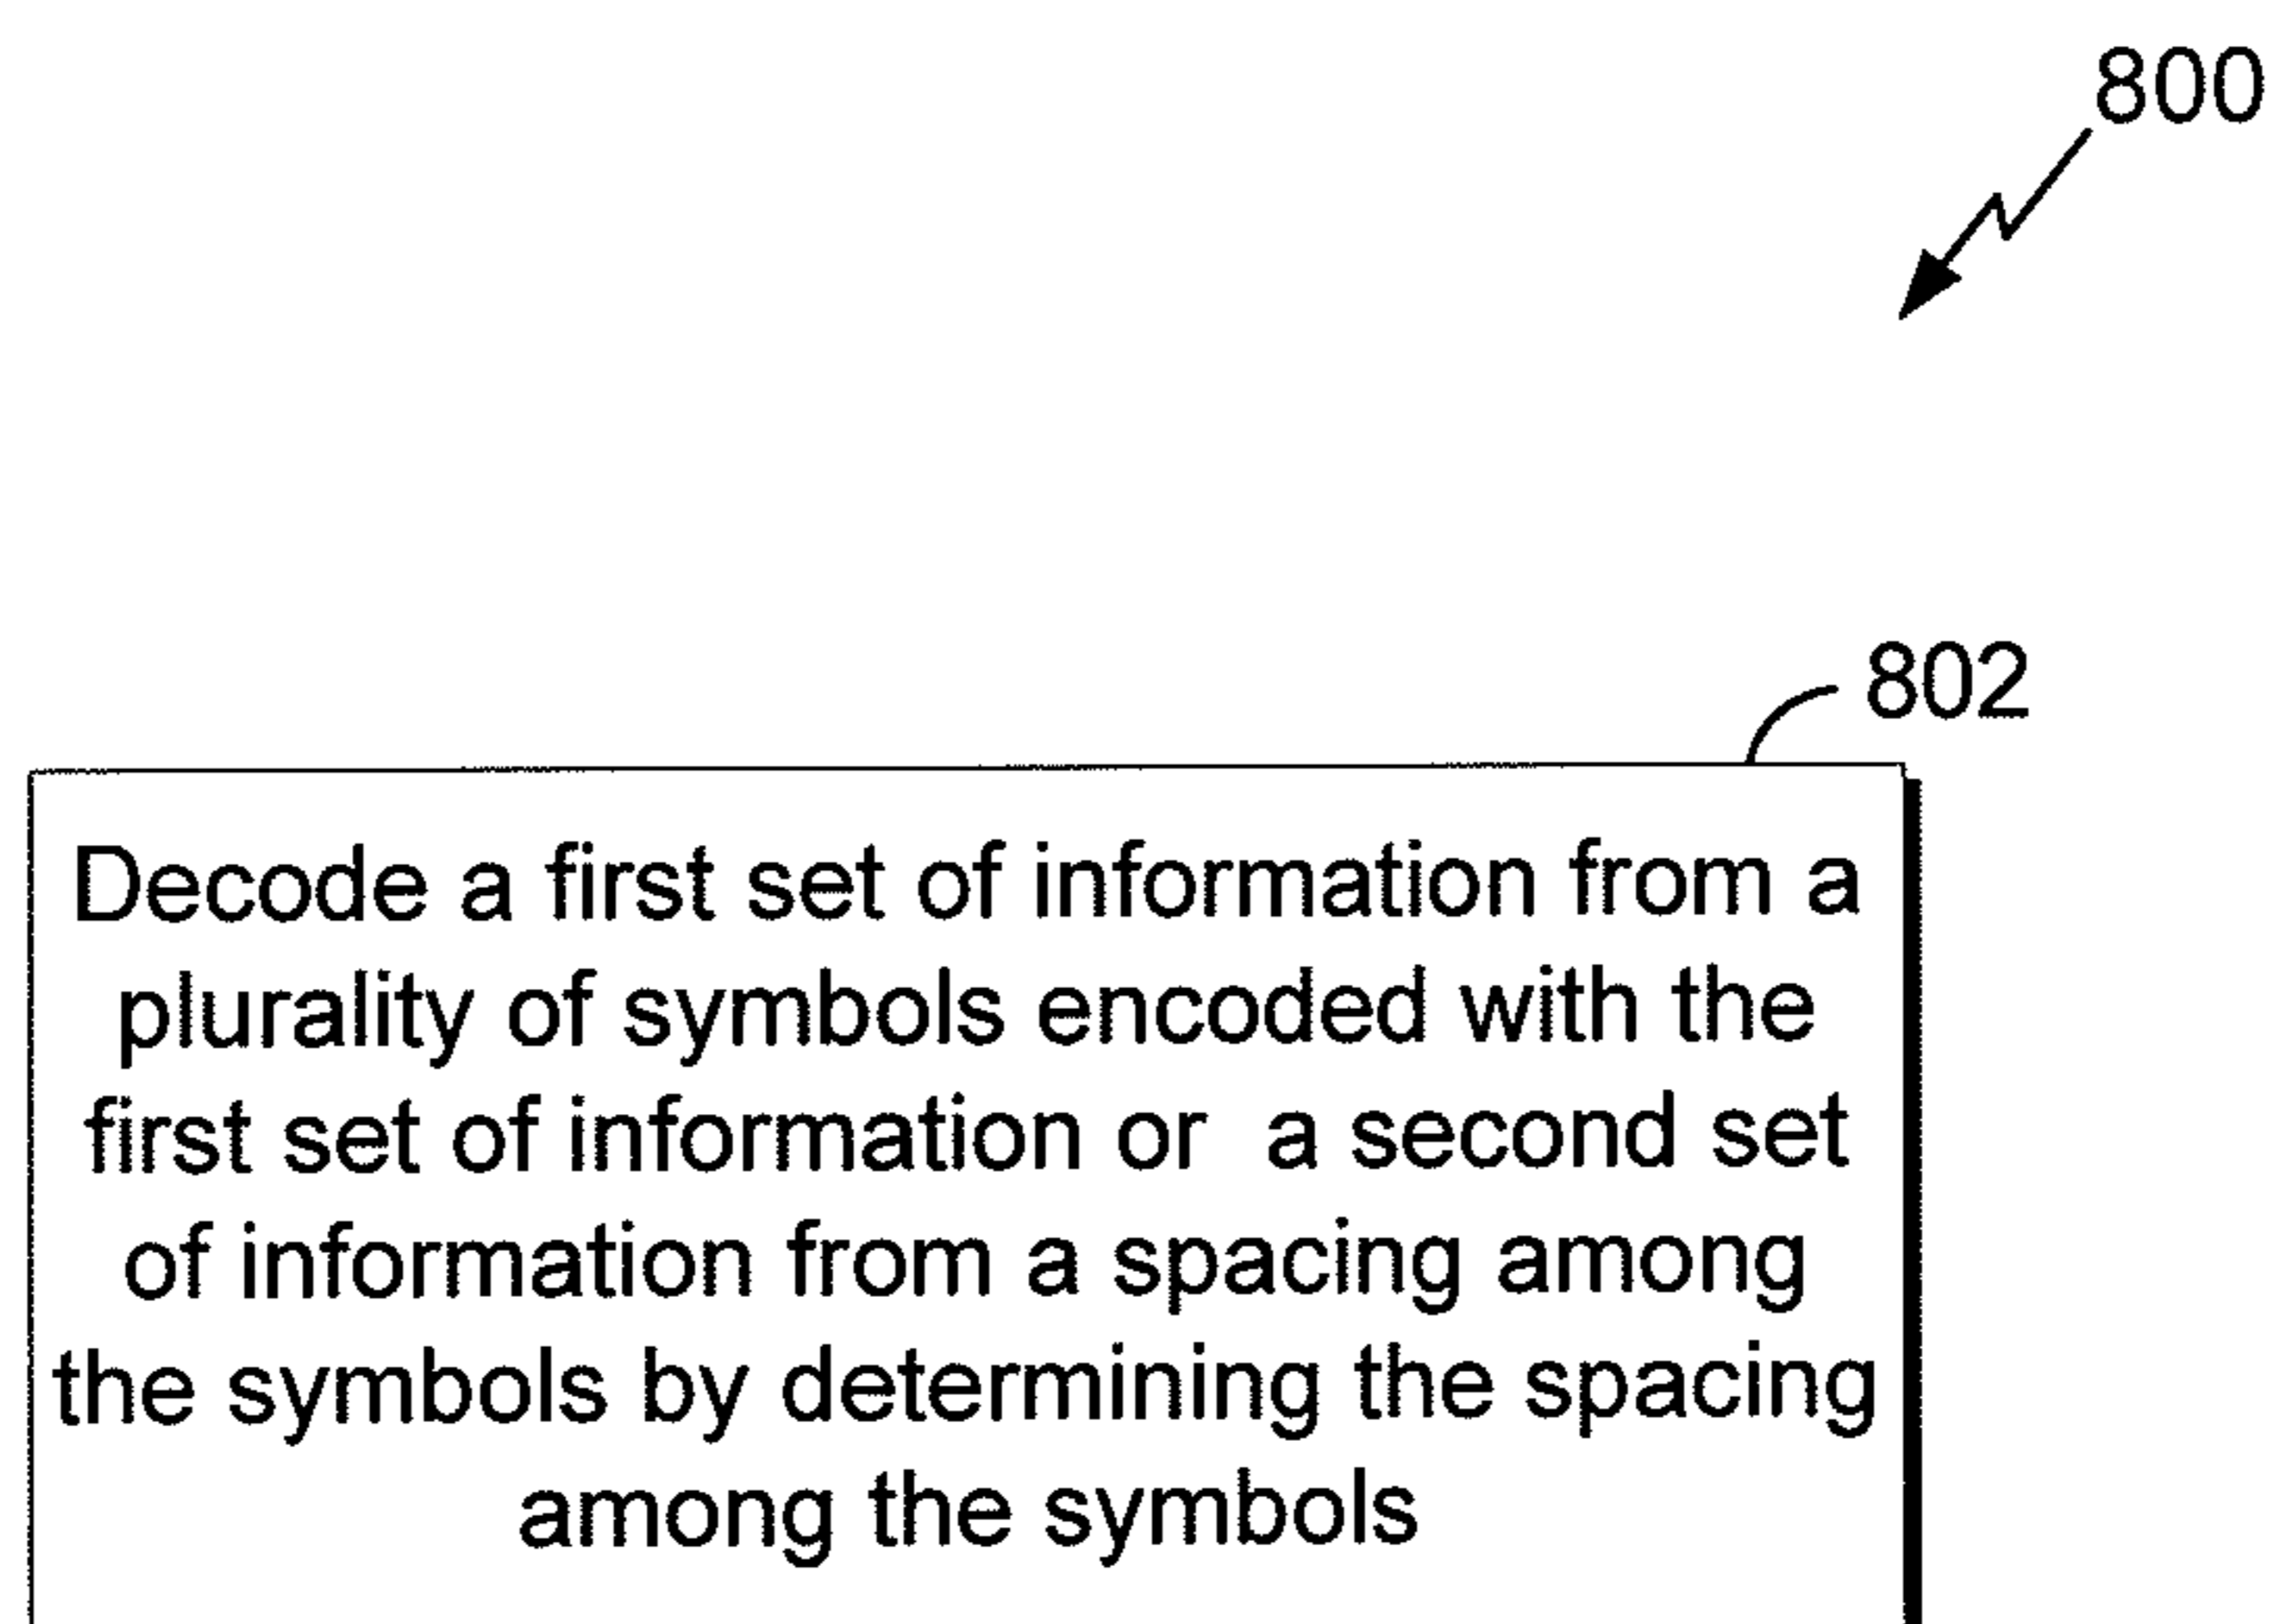 800
802
Decode a first set of information from a
plurality of symbols encoded with the
first set of information or a second set
of information from a spacing among
the symbols by determining the spacing
among the symbols